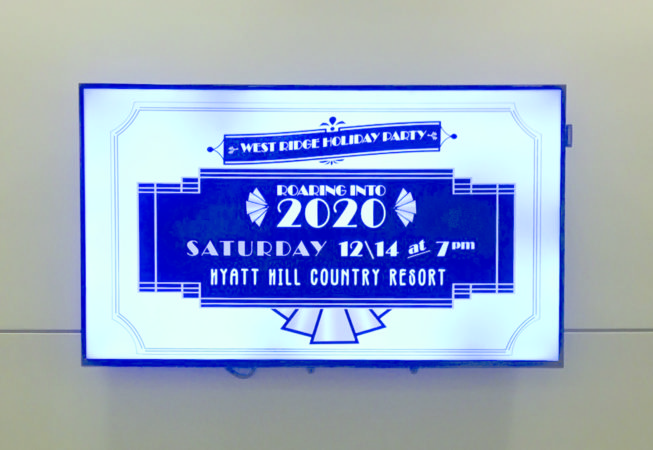 WEST RIDGE HOLIDAY PARTY
ROARING INTO
2020
SATURDAY 12\14 at 7pm
HYATT HILL COUNTRY RESORT